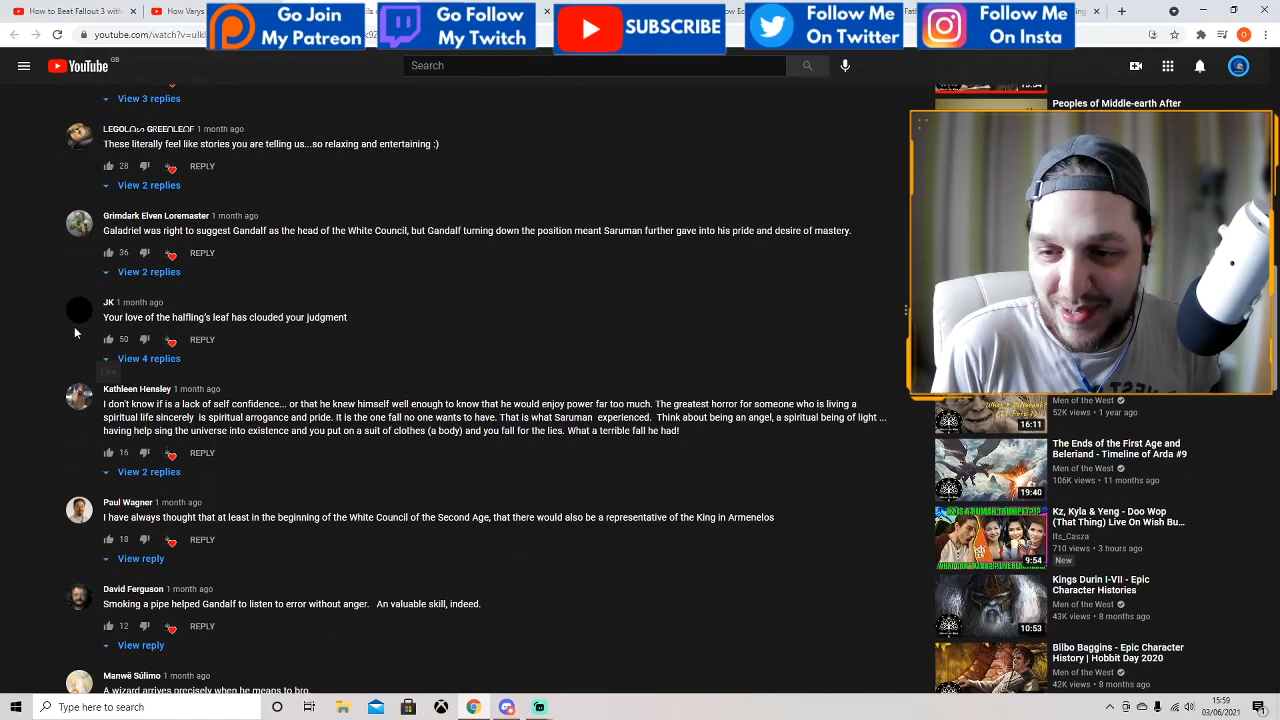 How to Beat Fallout 3 witho
How Varys
Go Join
My Patreon
Go Follow
My Twitch
SUBSCRIBE
Follow Me
On Twitter
Follow Me
On Insta
YouTube GB
Search
View 3 replies
Peoples of Middle-earth After
1 month ago
These literally feel like stories you are telling us...so relaxing and entertaining :)
28 REPLY
View 2 replies
Grimdark Elven Loremaster 1 month ago
Galadriel was right to suggest Gandalf as the head of the White Council, but Gandalf turning down the position meant Saruman further gave into his pride and desire of mastery.
36 REPLY
View 2 replies
JK 1 month ago
Your love of the halfling's leaf has clouded your judgment
50 REPLY
View 4 replies
Like
Kathleen Hensley 1 month ago
I don't know if is a lack of self confidence... or that he knew himself well enough to know that he would enjoy power far too much. The greatest horror for someone who is living a
spiritual life sincerely is spiritual arrogance and pride. It is the one fall no one wants to have. That is what Saruman experienced. Think about being an angel, a spiritual being of light ...
having help sing the universe into existence and you put on a suit of clothes (a body) and you fall for the lies. What a terrible fall he had!
16 REPLY
View 2 replies
Paul Wagner 1 month ago
I have always thought that at least in the beginning of the White Council of the Second Age, that there would also be a representative of the King in Armenelos
18 REPLY
View reply
David Ferguson 1 month ago
Smoking a pipe helped Gandalf to listen to error without anger. An valuable skill, indeed.
12 REPLY
View reply
Manwë Súlimo 1 month ago
A wizard arrives precisely when he means to bro.
Men of the West
52K views • 1 year ago
16:11
The Ends of the First Age and
Beleriand - Timeline of Arda #9
Men of the West
106K views • 11 months ago
19:40
Kz, Kyla & Yeng - Doo Wop
(That Thing) Live On Wish Bu...
Its_Casza
710 views • 3 hours ago
New
9:54
Kings Durin I-VII - Epic
Character Histories
Men of the West
43K views • 8 months ago
10:53
Bilbo Baggins - Epic Character
History | Hobbit Day 2020
Men of the West
42K views • 8 months ago
Type here to search
15:59
03/06/2021